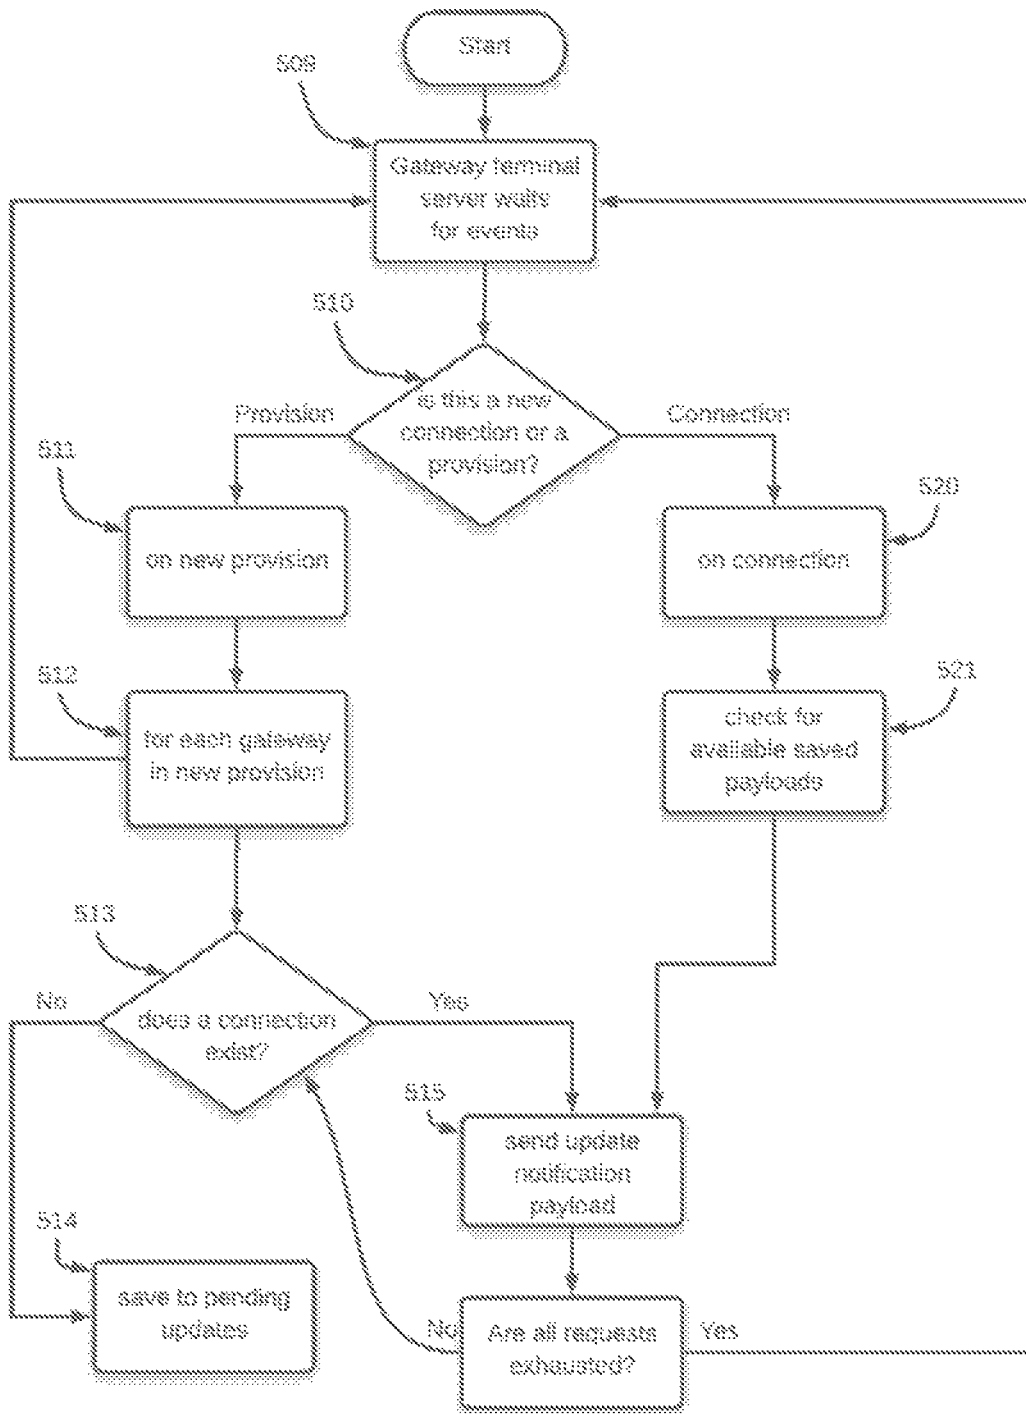 Start
509
Gateway terminal
server waits
for events
510
is this a new
connection or a
provision?
Provision
Connection
511
on new provision
520
on connection
512
for each gateway
in new provision
521
check for
available saved
payloads
513
does a connection
exist?
No
Yes
515
send update
notification
payload
514
save to pending
updates
No
Are all requests
exhausted?
Yes